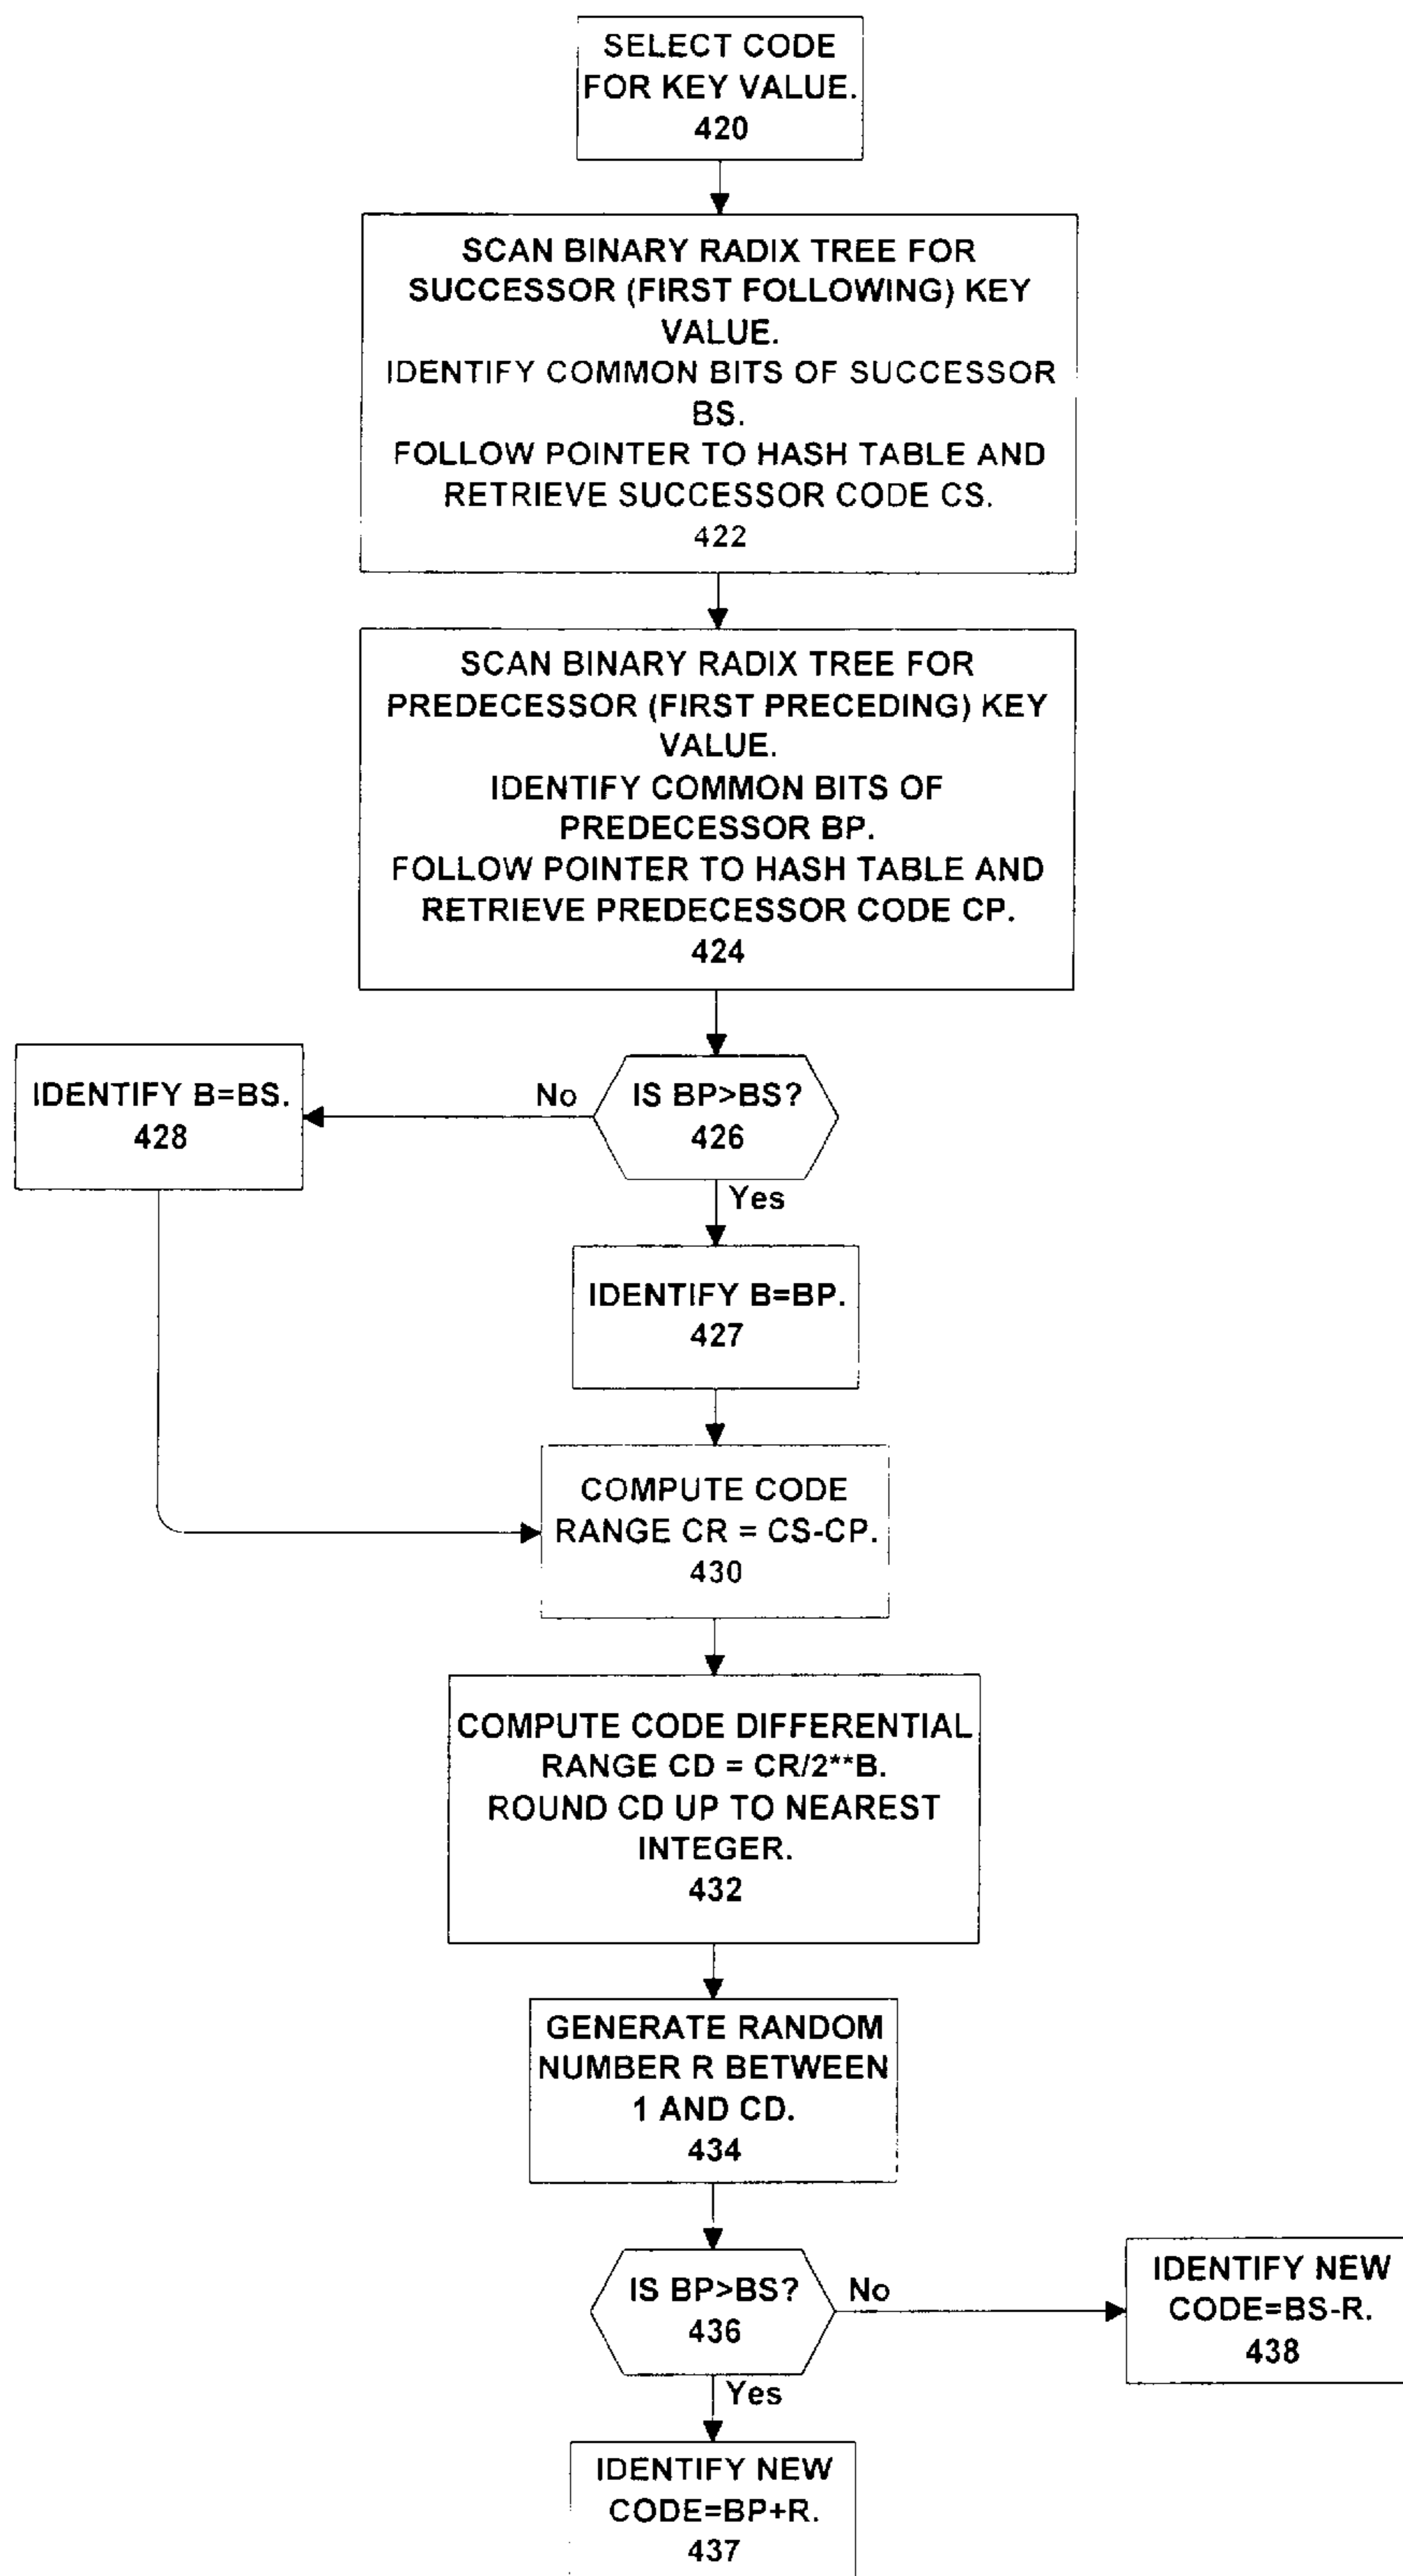 SELECT CODE
FOR KEY VALUE.
420
SCAN BINARY RADIX TREE FOR
SUCCESSOR (FIRST FOLLOWING) KEY
VALUE.
IDENTIFY COMMON BITS OF SUCCESSOR
BS.
FOLLOW POINTER TO HASH TABLE AND
RETRIEVE SUCCESSOR CODE CS.
422
SCAN BINARY RADIX TREE FOR
PREDECESSOR (FIRST PRECEDING) KEY
VALUE.
IDENTIFY COMMON BITS OF
PREDECESSOR BP.
FOLLOW POINTER TO HASH TABLE AND
RETRIEVE PREDECESSOR CODE CP.
424
IS BP>BS?
426
No
IDENTIFY B=BS.
428
Yes
IDENTIFY B=BP.
427
COMPUTE CODE
RANGE CR = CS-CP.
430
COMPUTE CODE DIFFERENTIAL
RANGE CD = CR/2**B.
ROUND CD UP TO NEAREST
INTEGER.
432
GENERATE RANDOM
NUMBER R BETWEEN
1 AND CD.
434
IS BP>BS?
436
No
IDENTIFY NEW
CODE=BS-R.
438
Yes
IDENTIFY NEW
CODE=BP+R.
437